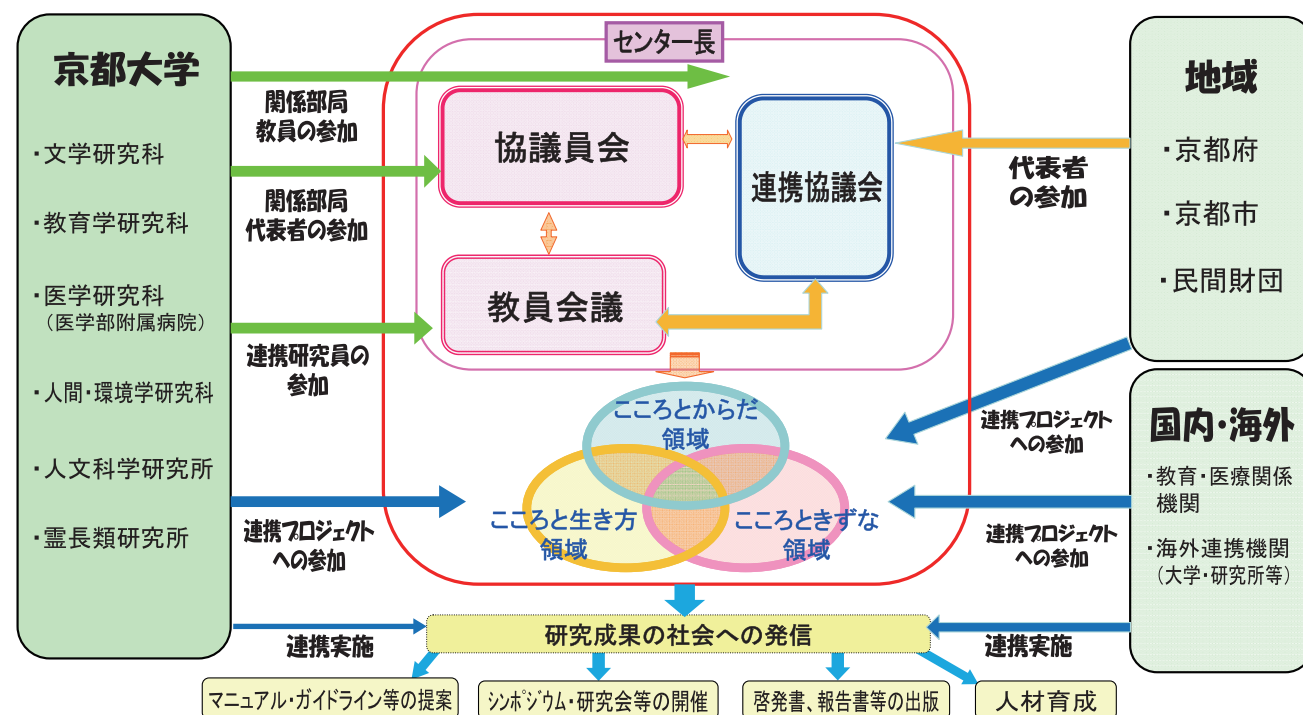 京都大学
・文学研究科
・教育学研究科
・医学研究科
（医学部附属病院）
・人間・環境学研究科
・人文科学研究所
・霊長類研究所
関係部局
教員の参加
関係部局
代表者の参加
連携研究員の
参加
連携プロジェクト
への参加
連携実施
センター長
協議員会
連携協議会
教員会議
こころとからだ
領域
こころと生き方
領域
こころときずな
領域
代表者
の参加
連携プロジェクト
への参加
連携プロジェクト
への参加
連携実施
地域
・京都府
・京都市
・民間財団
国内・海外
・教育・医療関係
機関
・海外連携機関
（大学・研究所等）
研究成果の社会への発信
マニュアル・ガイドライン等の提案
シンポジウム・研究会等の開催
啓発書、報告書等の出版
人材育成